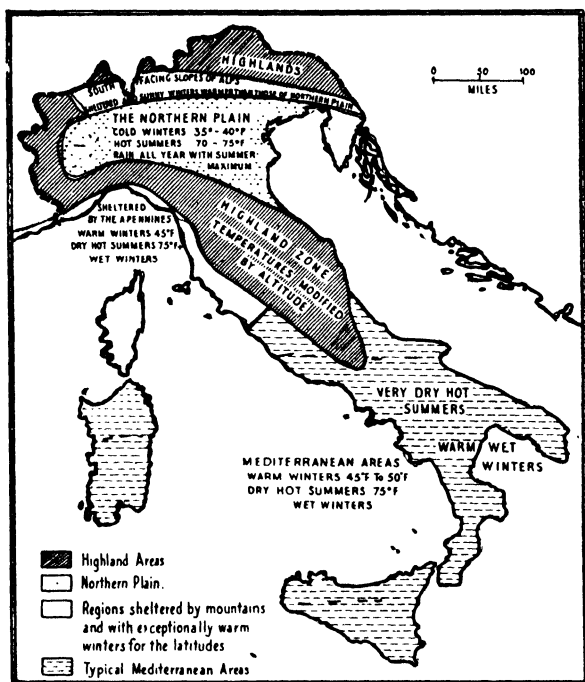 HIGHLANDS
0 50 100
MILES
SOUTH FACING SLOPES OF ALPS
SHELTERED AND SUNNY WINTERS WARMER THAN THOSE OF NORTHERN PLAIN
THE NORTHERN PLAIN
COLD WINTERS 35°-40°F
HOT SUMMERS 70-75°F
RAIN ALL YEAR WITH SUMMER
MAXIMUM
SHELTERED
BY THE APENNINES
WARM WINTERS 45°F
DRY HOT SUMMERS 75°F
WET WINTERS
HIGHLAND ZONE
TEMPERATURES MODIFIED
BY ALTITUDE
VERY DRY HOT
SUMMERS
WARM WET
WINTERS
MEDITERRANEAN AREAS
WARM WINTERS 45°F To 50°F
DRY HOT SUMMERS 75°F
WET WINTERS
Highland Areas
Northern Plain.
Regions sheltered by mountains
and with exceptionally warm
winters for the latitudes
Typical Mediterranean Areas